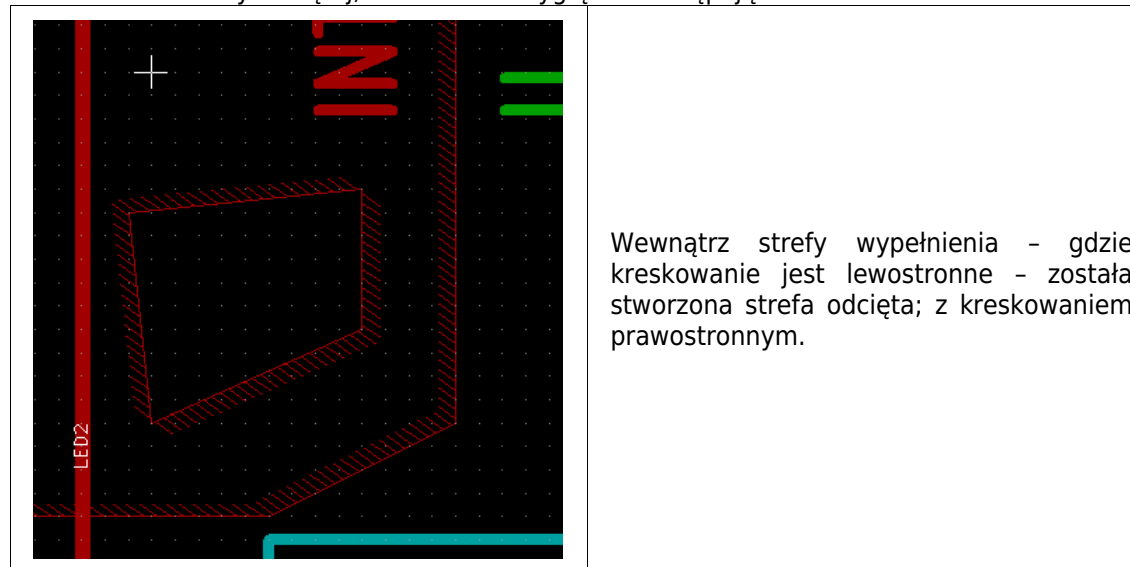 LED2
Wewnątrz strefy wypełnienia – gdzie
kreskowanie jest lewostronne – została
stworzona strefa odcięta; z kreskowaniem
prawostronnym.